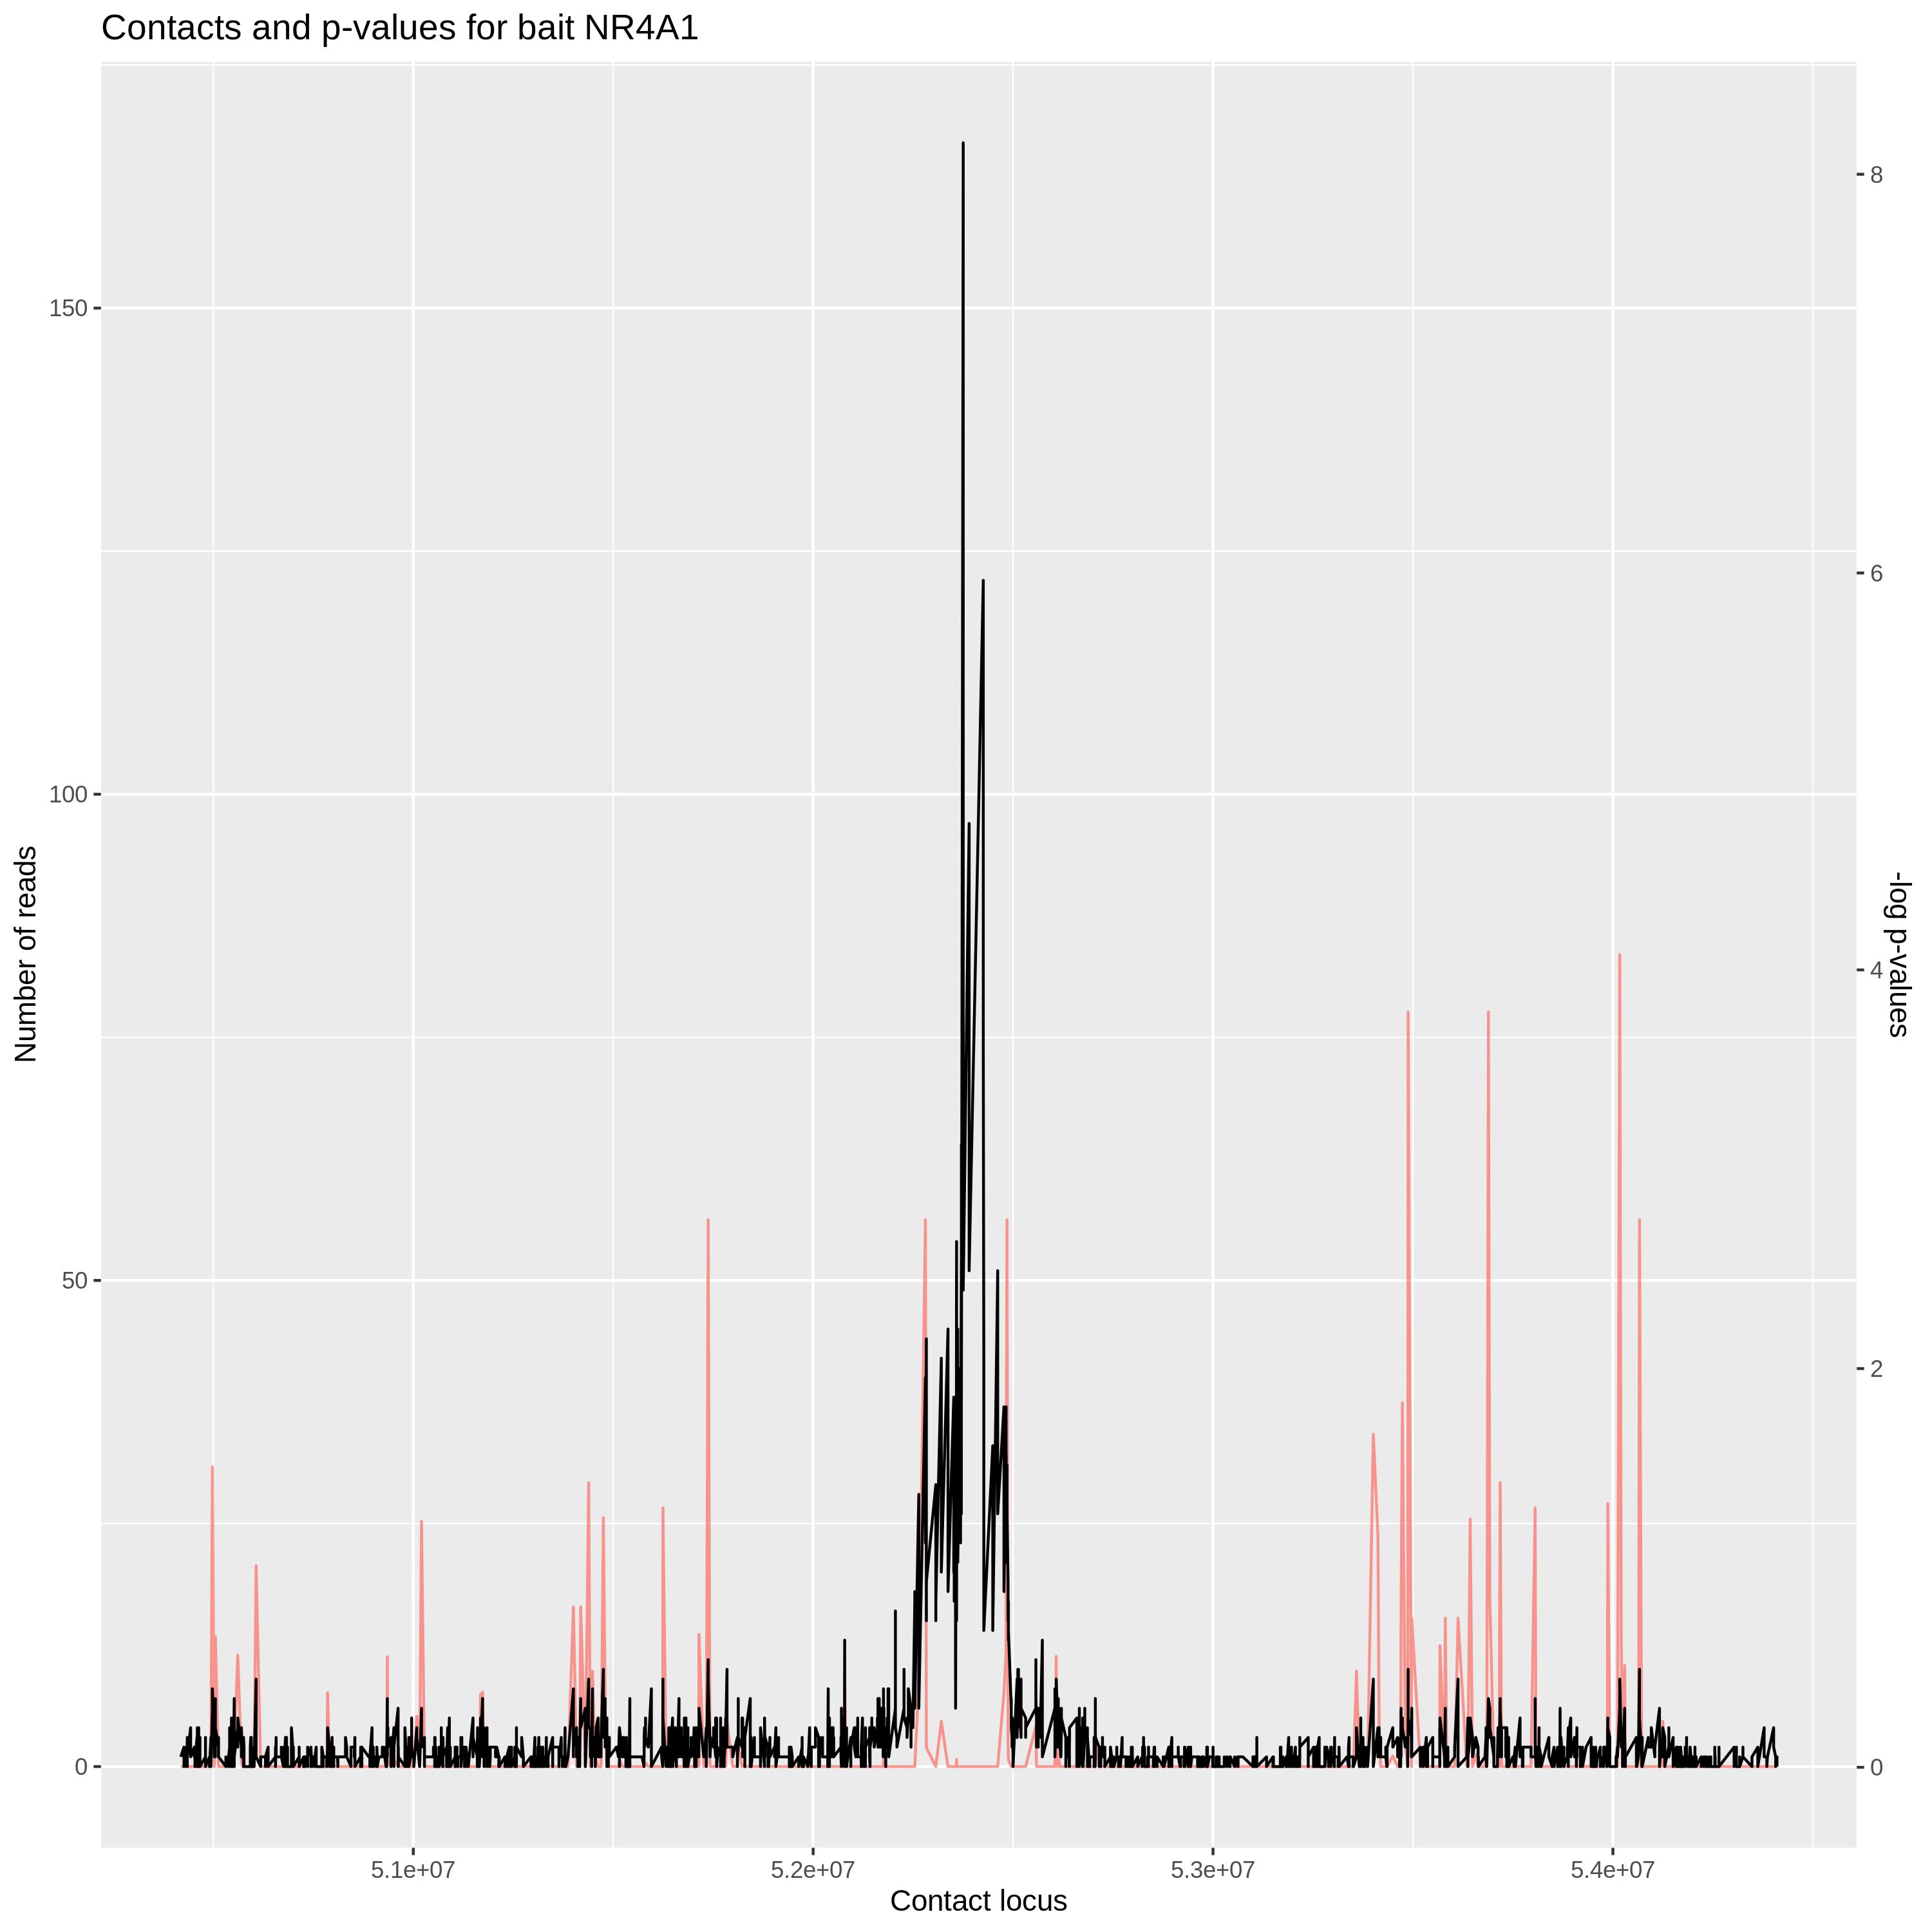 Contacts and p-values for bait NR4A1
150
100
50
0
Number of reads
8
6
4
2
0
-log p-values
5.1e+07
5.2e+07
5.3e+07
5.4e+07
Contact locus